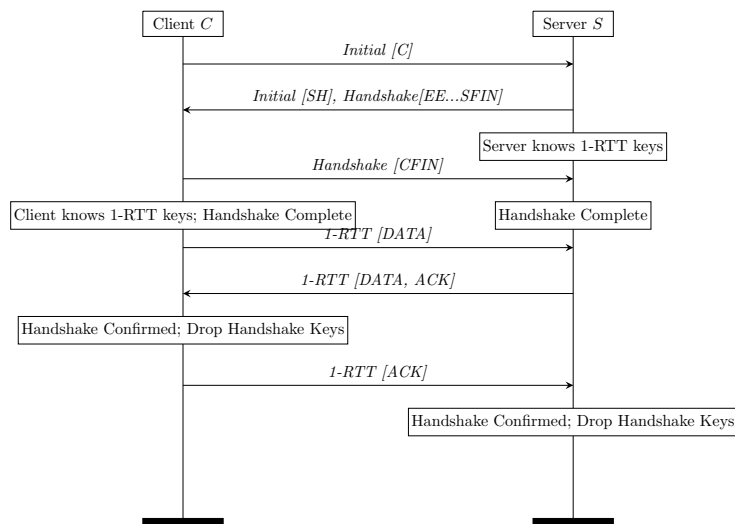 Client C
Server S
Initial [C]
Initial [SH], Handshake[EE...SFIN]
Server knows 1-RTT keys
Handshake [CFIN]
Client knows 1-RTT keys; Handshake Complete
Handshake Complete
1-RTT [DATA]
1-RTT [DATA, ACK]
Handshake Confirmed; Drop Handshake Keys
1-RTT [ACK]
Handshake Confirmed; Drop Handshake Keys